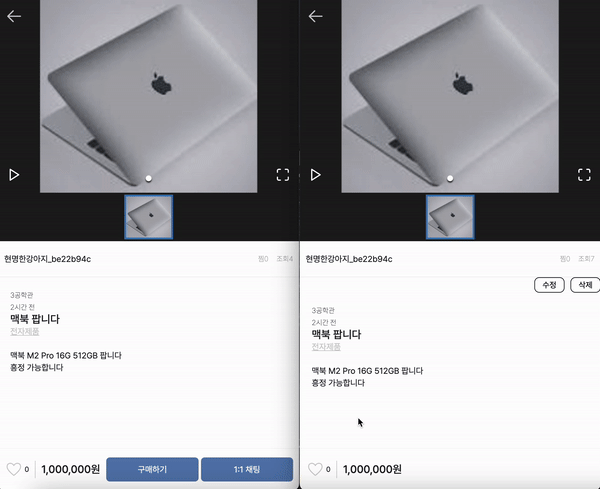 현명한강아지_be22b94c 찜0 조회4
3공학관
2시간 전
맥북 팝니다
전자제품
맥북 M2 Pro 16G 512GB 팝니다
흥정 가능합니다
0 1,000,000원 구매하기 1:1 채팅
현명한강아지_be22b94c 찜0 조회7
수정 삭제
3공학관
2시간 전
맥북 팝니다
전자제품
맥북 M2 Pro 16G 512GB 팝니다
흥정 가능합니다
0 1,000,000원